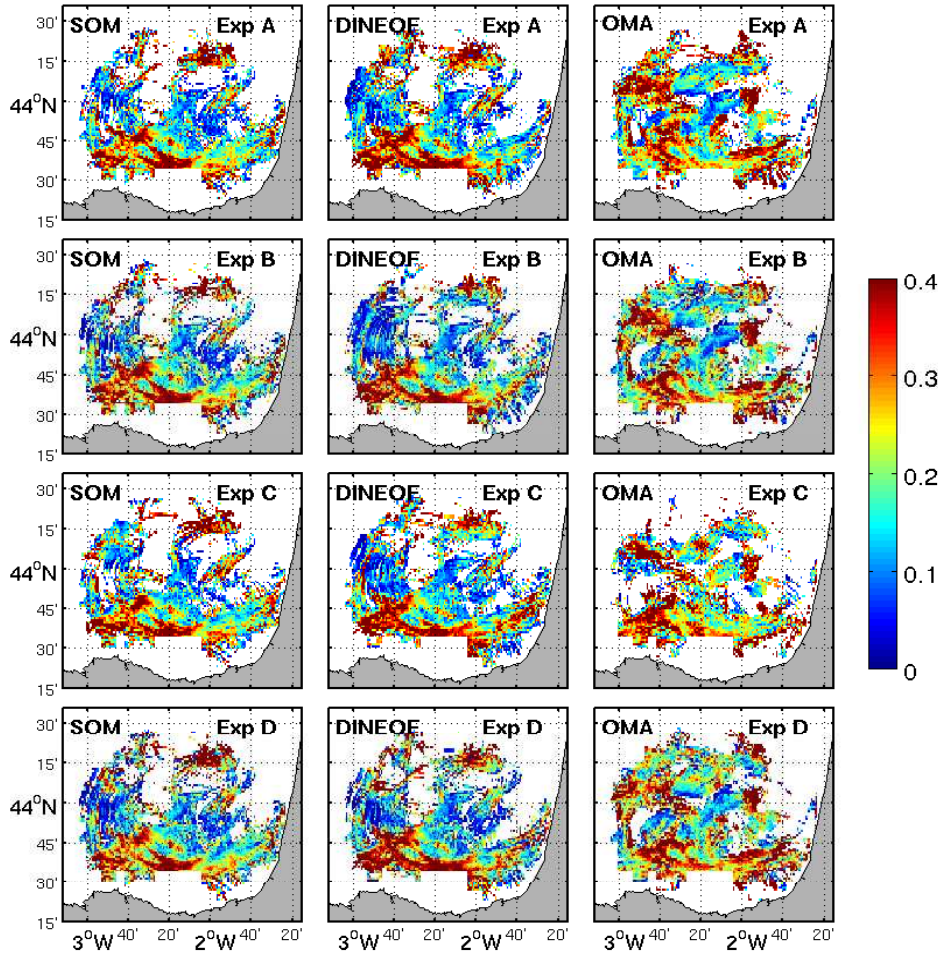 SOM Exp A DINEOF Exp A OMA Exp A
30'
15'
44°N
45'
30'
15'
SOM Exp B DINEOF Exp B OMA Exp B
30'
15'
44°N
45'
30'
15'
SOM Exp C DINEOF Exp C OMA Exp C
30'
15'
44°N
45'
30'
15'
SOM Exp D DINEOF Exp D OMA Exp D
30'
15'
44°N
45'
30'
15'
3°W 40' 20' 2°W 40' 20' 3°W 40' 20' 2°W 40' 20' 3°W 40' 20' 2°W 40' 20'
0.4
0.3
0.2
0.1
0